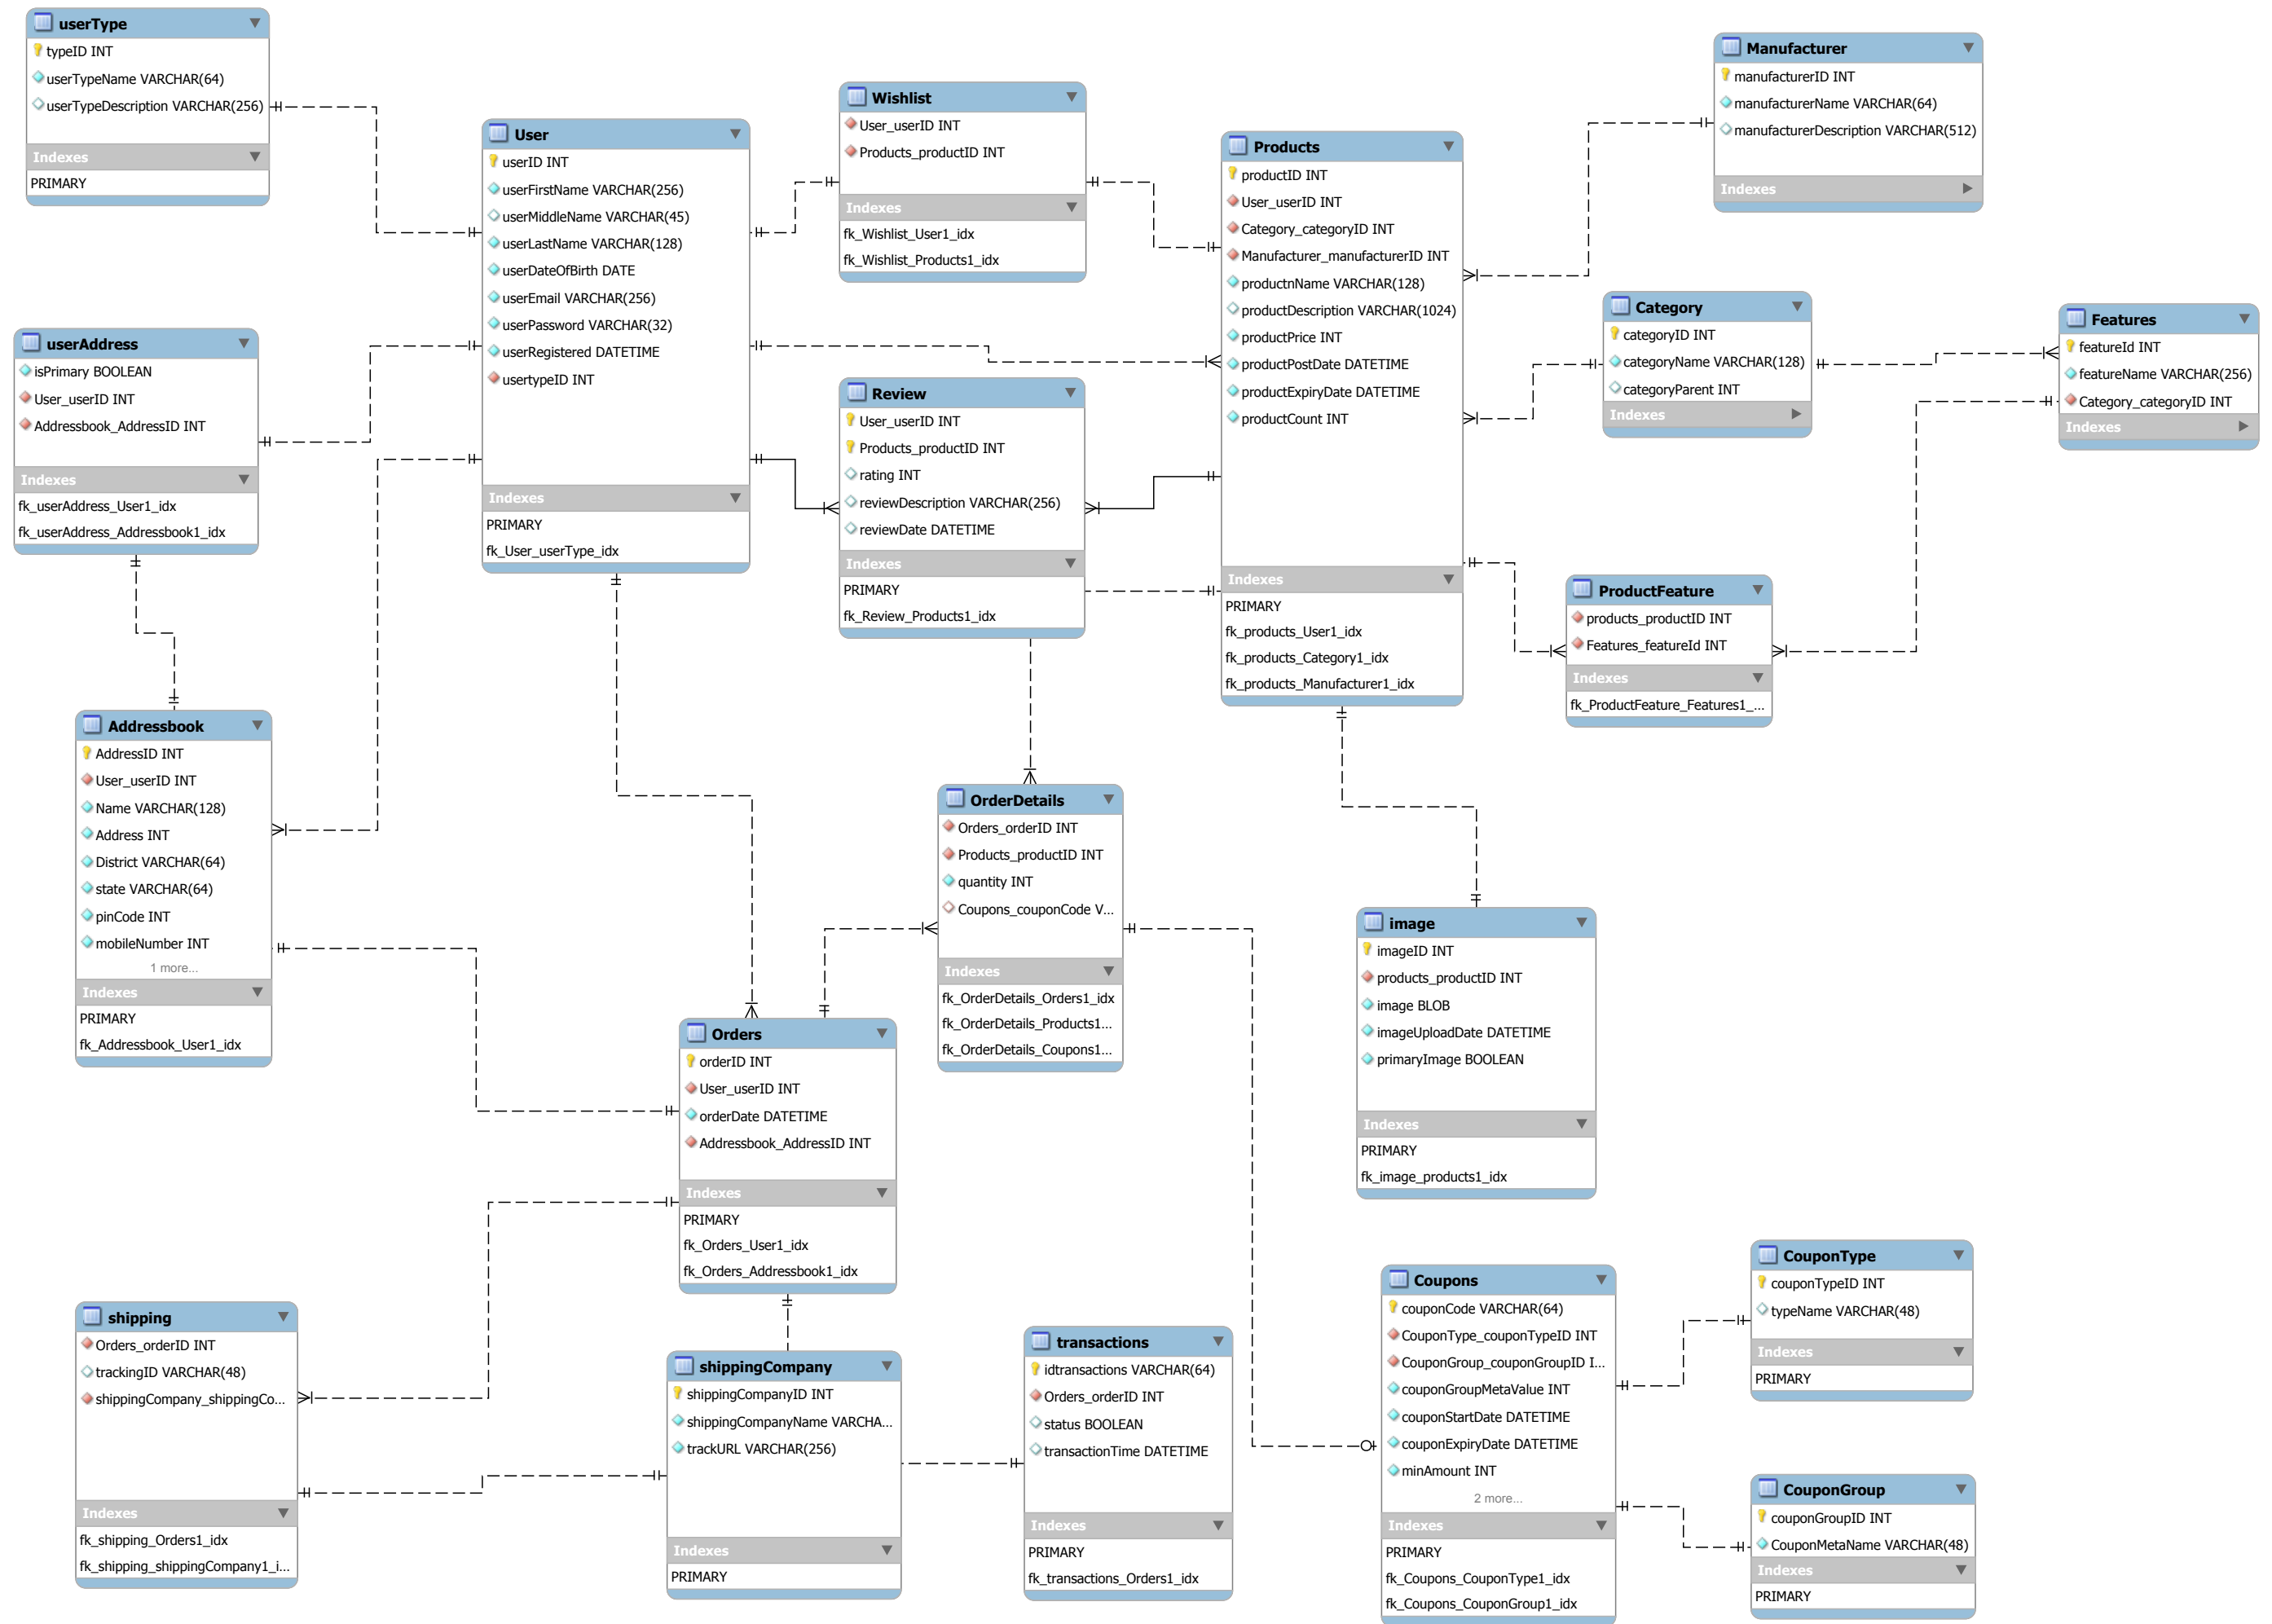 userType
typeID INT
userTypeName VARCHAR(64)
userTypeDescription VARCHAR(256)
Indexes
PRIMARY
User
userID INT
userFirstName VARCHAR(256)
userMiddleName VARCHAR(45)
userLastName VARCHAR(128)
userDateOfBirth DATE
userEmail VARCHAR(256)
userPassword VARCHAR(32)
userRegistered DATETIME
usertypeID INT
Indexes
PRIMARY
fk_User_userType_idx
Wishlist
User_userID INT
Products_productID INT
Indexes
fk_Wishlist_User1_idx
fk_Wishlist_Products1_idx
Products
productID INT
User_userID INT
Category_categoryID INT
Manufacturer_manufacturerID INT
productnName VARCHAR(128)
productDescription VARCHAR(1024)
productPrice INT
productPostDate DATETIME
productExpiryDate DATETIME
productCount INT
Indexes
PRIMARY
fk_products_User1_idx
fk_products_Category1_idx
fk_products_Manufacturer1_idx
Manufacturer
manufacturerID INT
manufacturerName VARCHAR(64)
manufacturerDescription VARCHAR(512)
Indexes
Category
categoryID INT
categoryName VARCHAR(128)
categoryParent INT
Indexes
Features
featureId INT
featureName VARCHAR(256)
Category_categoryID INT
Indexes
userAddress
isPrimary BOOLEAN
User_userID INT
Addressbook_AddressID INT
Indexes
fk_userAddress_User1_idx
fk_userAddress_Addressbook1_idx
Review
User_userID INT
Products_productID INT
rating INT
reviewDescription VARCHAR(256)
reviewDate DATETIME
Indexes
PRIMARY
fk_Review_Products1_idx
ProductFeature
products_productID INT
Features_featureId INT
Indexes
fk_ProductFeature_Features1_...
Addressbook
AddressID INT
User_userID INT
Name VARCHAR(128)
Address INT
District VARCHAR(64)
state VARCHAR(64)
pinCode INT
mobileNumber INT
1 more...
Indexes
PRIMARY
fk_Addressbook_User1_idx
OrderDetails
Orders_orderID INT
Products_productID INT
quantity INT
Coupons_couponCode V...
Indexes
fk_OrderDetails_Orders1_idx
fk_OrderDetails_Products1...
fk_OrderDetails_Coupons1...
image
imageID INT
products_productID INT
image BLOB
imageUploadDate DATETIME
primaryImage BOOLEAN
Indexes
PRIMARY
fk_image_products1_idx
Orders
orderID INT
User_userID INT
orderDate DATETIME
Addressbook_AddressID INT
Indexes
PRIMARY
fk_Orders_User1_idx
fk_Orders_Addressbook1_idx
shipping
Orders_orderID INT
trackingID VARCHAR(48)
shippingCompany_shippingCo...
Indexes
fk_shipping_Orders1_idx
fk_shipping_shippingCompany1_i...
shippingCompany
shippingCompanyID INT
shippingCompanyName VARCHA...
trackURL VARCHAR(256)
Indexes
PRIMARY
transactions
idtransactions VARCHAR(64)
Orders_orderID INT
status BOOLEAN
transactionTime DATETIME
Indexes
PRIMARY
fk_transactions_Orders1_idx
Coupons
couponCode VARCHAR(64)
CouponType_couponTypeID INT
CouponGroup_couponGroupID I...
couponGroupMetaValue INT
couponStartDate DATETIME
couponExpiryDate DATETIME
minAmount INT
2 more...
Indexes
PRIMARY
fk_Coupons_CouponType1_idx
fk_Coupons_CouponGroup1_idx
CouponType
couponTypeID INT
typeName VARCHAR(48)
Indexes
PRIMARY
CouponGroup
couponGroupID INT
CouponMetaName VARCHAR(48)
Indexes
PRIMARY